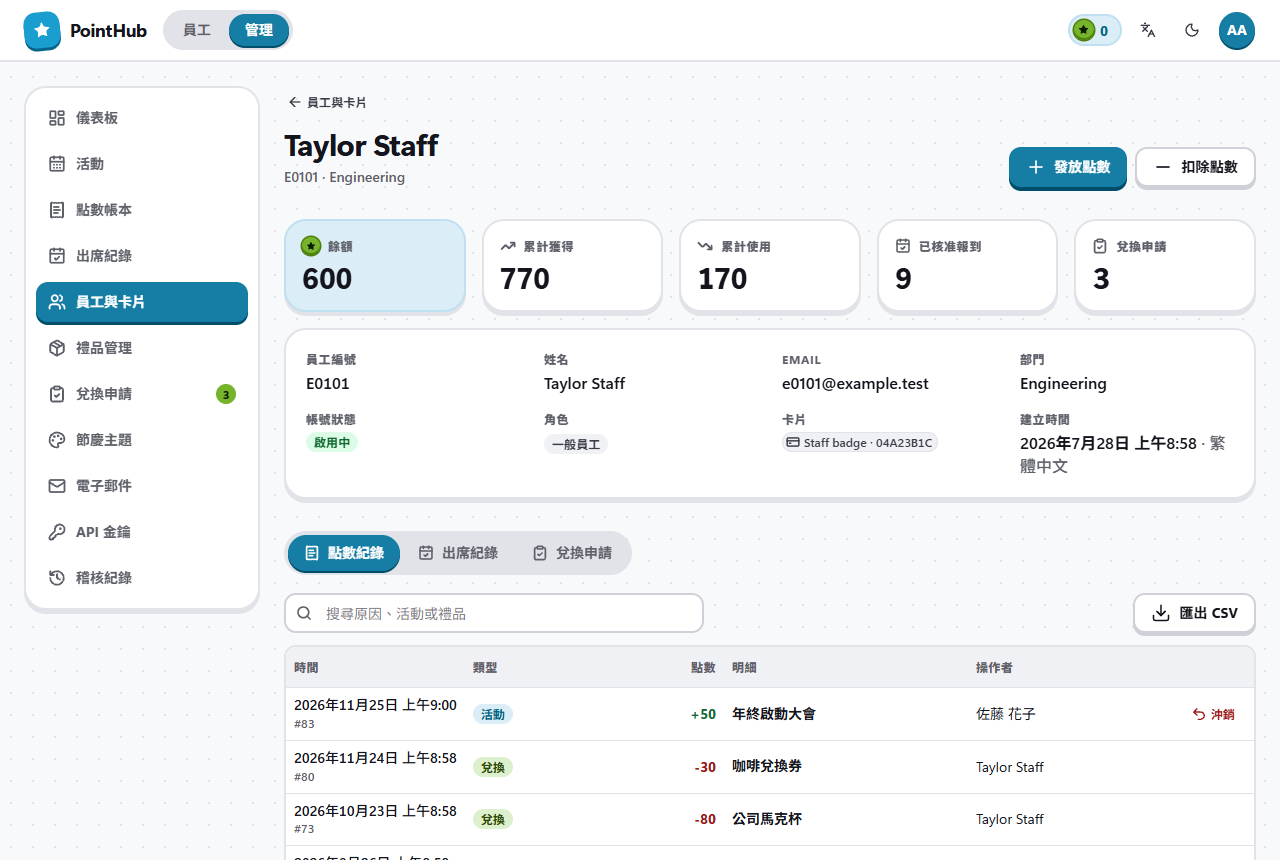 PointHub
員工
管理
0
AA
儀表板
活動
點數帳本
出席紀錄
員工與卡片
禮品管理
兌換申請
3
節慶主題
電子郵件
API 金鑰
稽核紀錄
員工與卡片
Taylor Staff
E0101 · Engineering
發放點數
扣除點數
餘額
600
累計獲得
770
累計使用
170
已核准報到
9
兌換申請
3
員工編號
E0101
姓名
Taylor Staff
EMAIL
e0101@example.test
部門
Engineering
帳號狀態
啟用中
角色
一般員工
卡片
Staff badge · 04A23B1C
建立時間
2026年7月28日 上午8:58 · 繁
體中文
點數紀錄
出席紀錄
兌換申請
搜尋原因、活動或禮品
匯出 CSV
時間 類型 點數 明細 操作者
2026年11月25日 上午9:00
#83
活動 +50 年終啟動大會 佐藤 花子 沖銷
2026年11月24日 上午8:58
#80
兌換 -30 咖啡兌換券 Taylor Staff
2026年10月23日 上午8:58
#73
兌換 -80 公司馬克杯 Taylor Staff